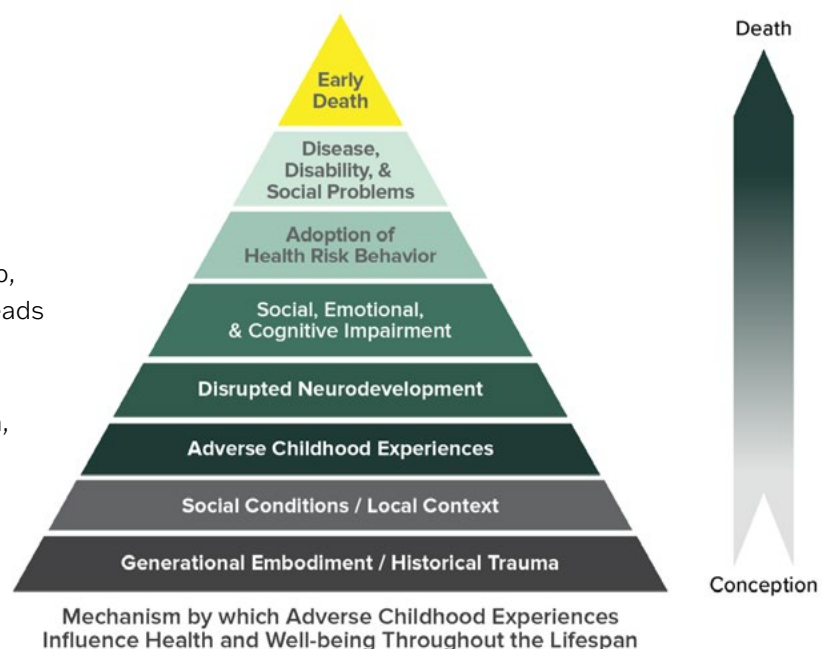 Death
Early
Death
Disease,
Disability, &
Social Problems
Adoption of
Health Risk Behavior
Social, Emotional,
& Cognitive Impairment
Disrupted Neurodevelopment
Adverse Childhood Experiences
Social Conditions / Local Context
Generational Embodiment / Historical Trauma
Conception
Mechanism by which Adverse Childhood Experiences
Influence Health and Well-being Throughout the Lifespan